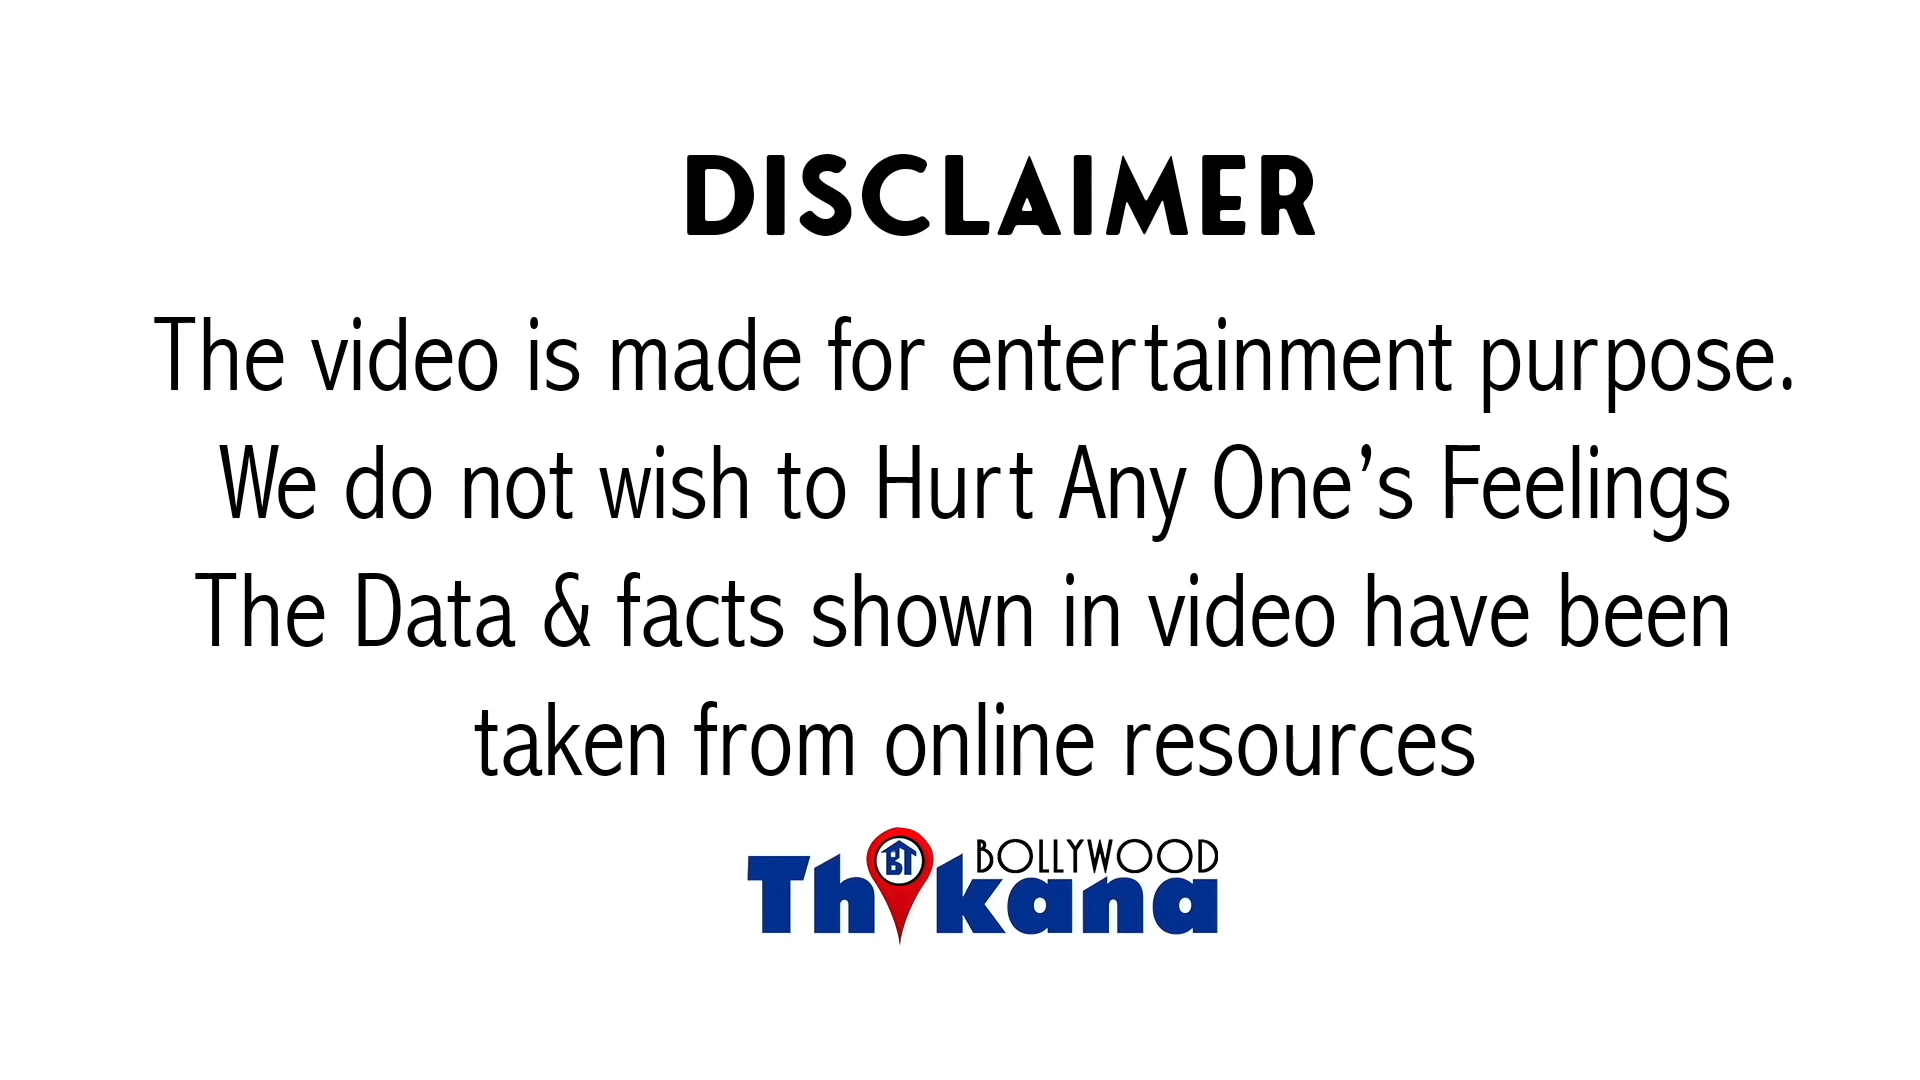 DISCLAIMER
The video is made for entertainment purpose.
We do not wish to Hurt Any One’s Feelings
The Data & facts shown in video have been
taken from online resources
BT
BOLLYWOOD
Thikana